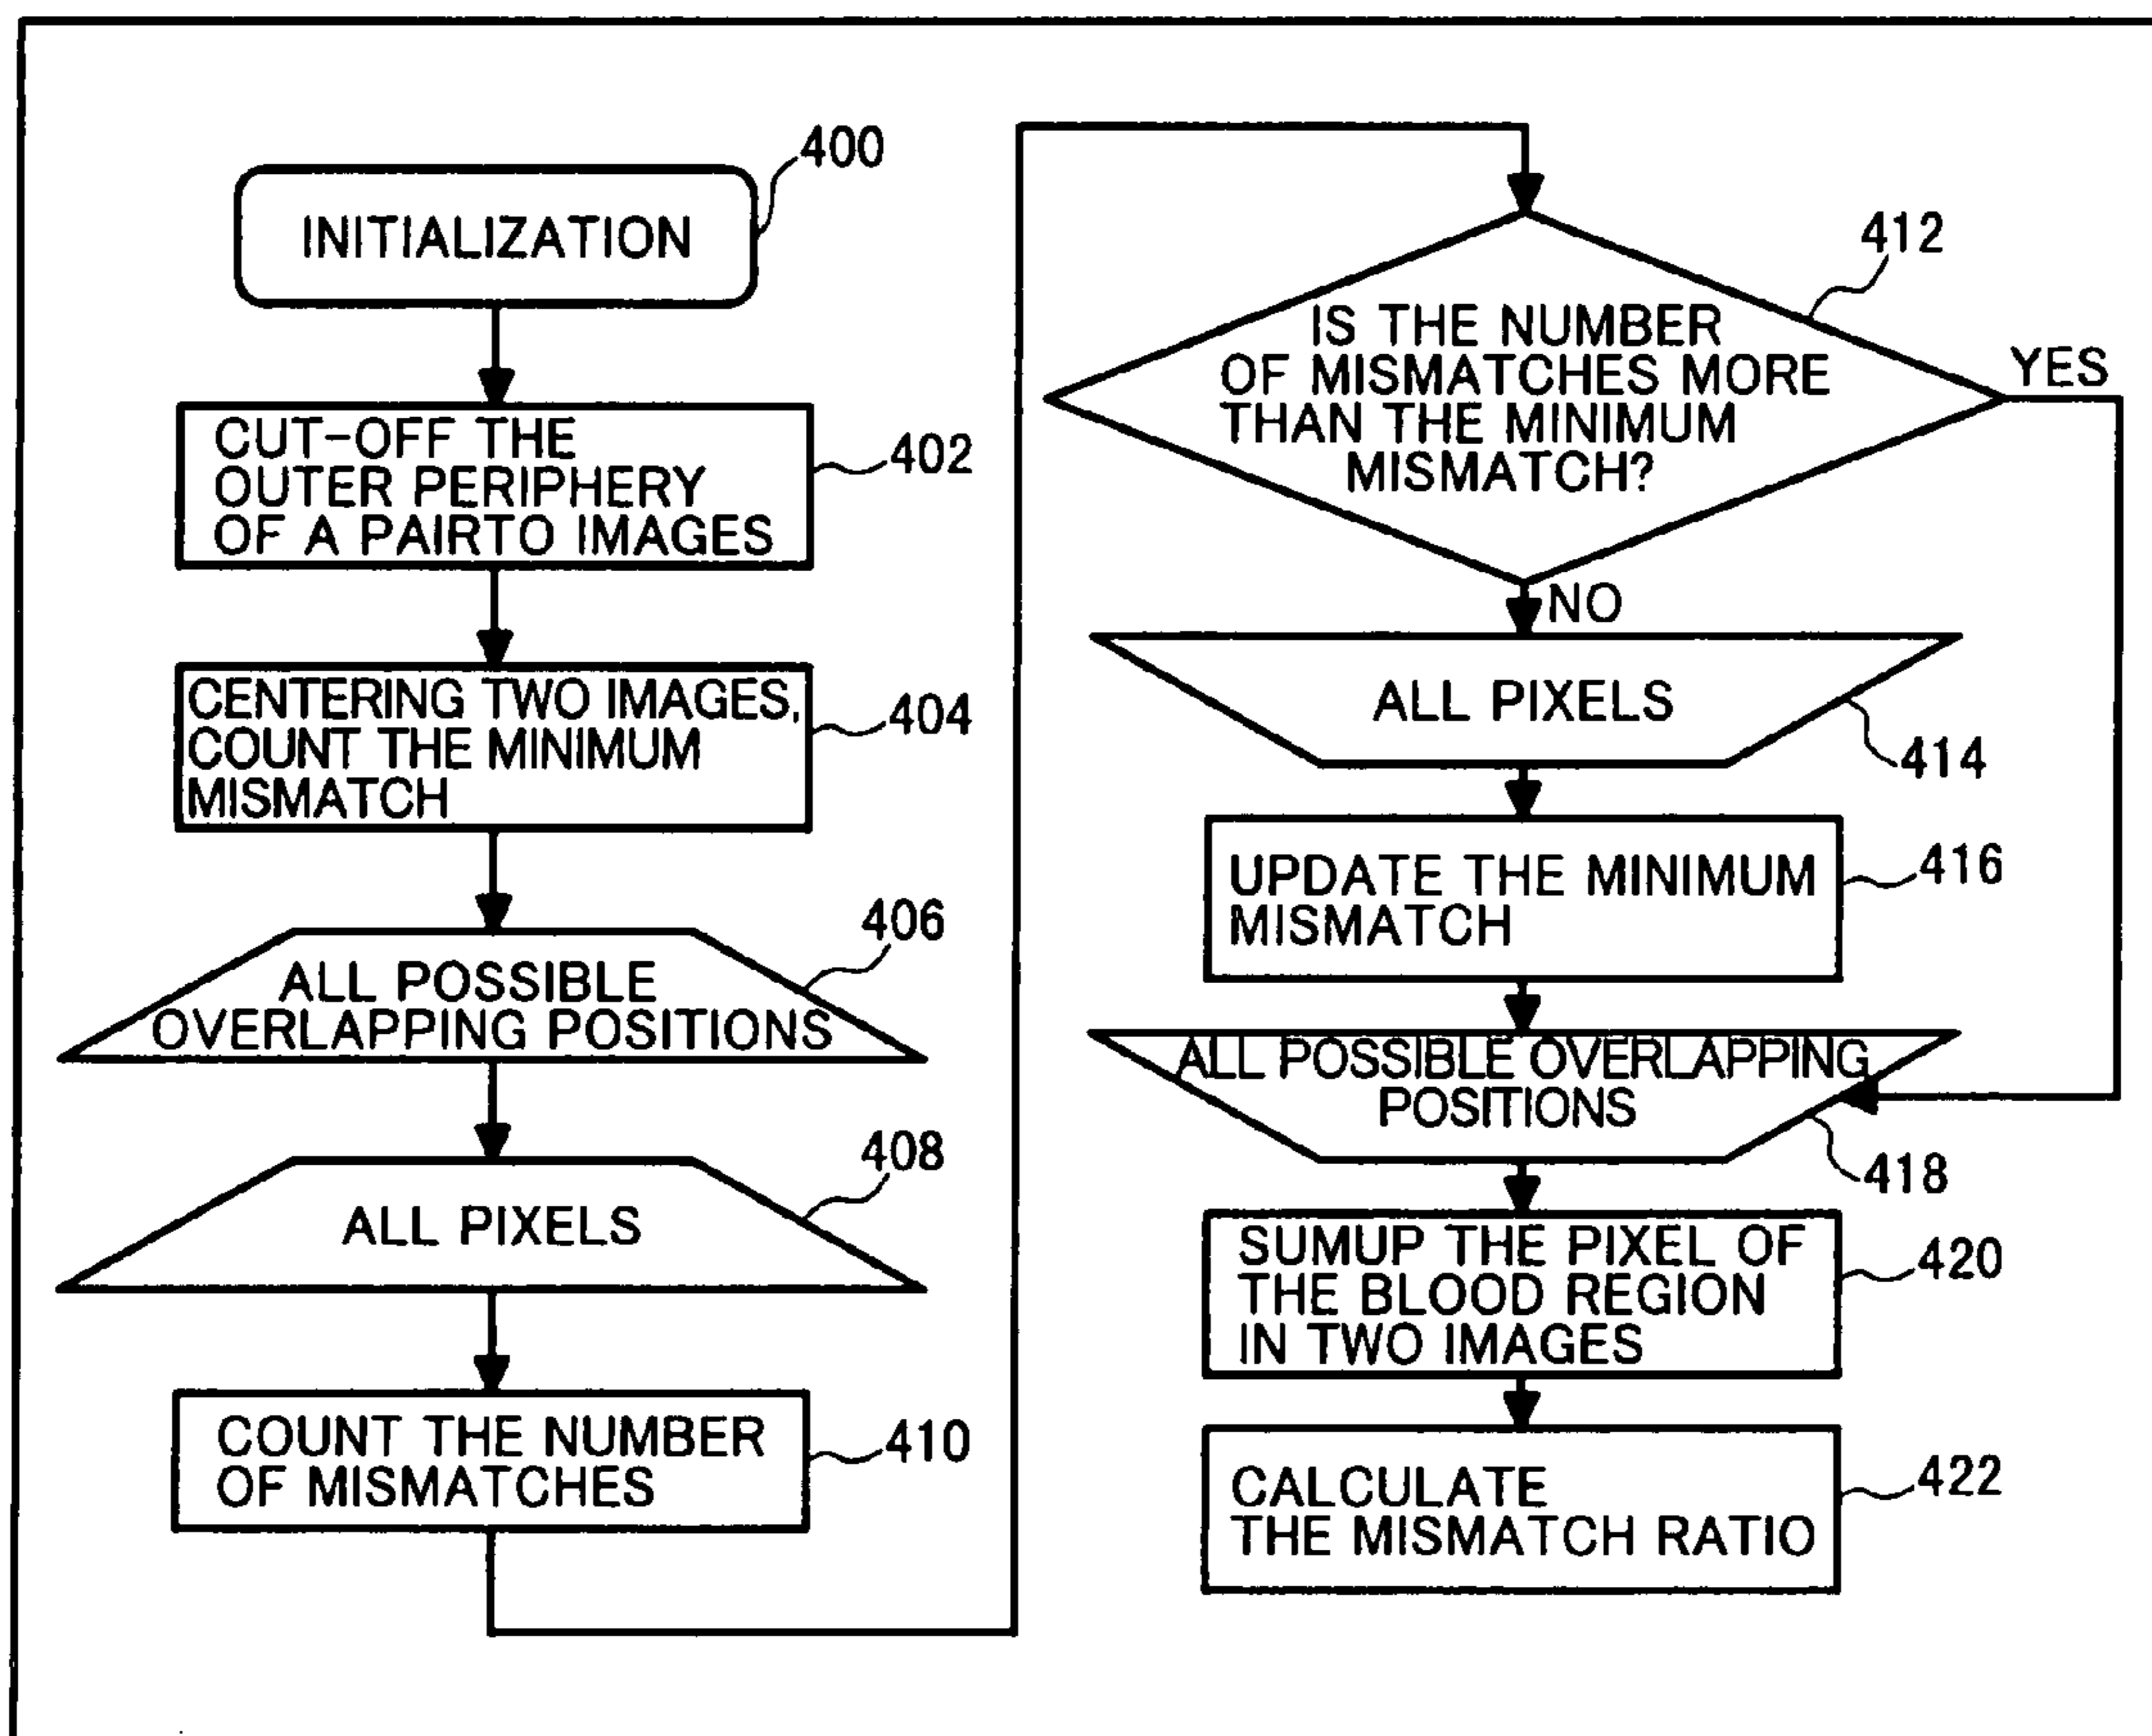 INITIALIZATION
400
CUT-OFF THE
OUTER PERIPHERY
OF A PAIRTO IMAGES
402
CENTERING TWO IMAGES,
COUNT THE MINIMUM
MISMATCH
404
ALL POSSIBLE
OVERLAPPING POSITIONS
406
ALL PIXELS
408
COUNT THE NUMBER
OF MISMATCHES
410
IS THE NUMBER
OF MISMATCHES MORE
THAN THE MINIMUM
MISMATCH?
412
YES
NO
ALL PIXELS
414
UPDATE THE MINIMUM
MISMATCH
416
ALL POSSIBLE OVERLAPPING
POSITIONS
418
SUMUP THE PIXEL OF
THE BLOOD REGION
IN TWO IMAGES
420
CALCULATE
THE MISMATCH RATIO
422